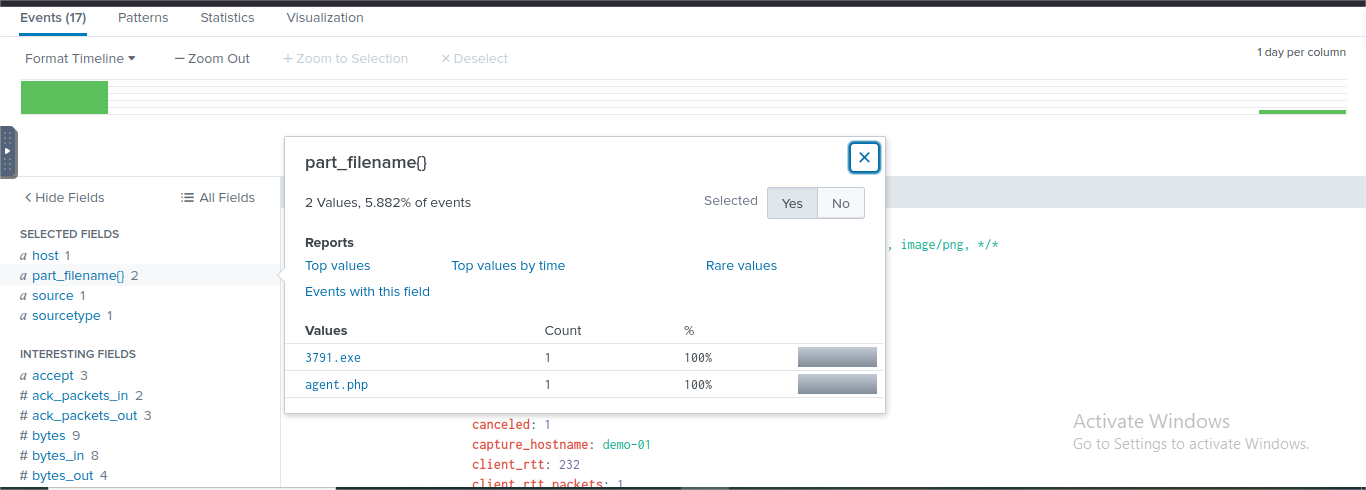 Events (17) Patterns Statistics Visualization
Format Timeline — Zoom Out + Zoom to Selection × Deselect 1 day per column
part_filename{}
2 Values, 5.882% of events Selected Yes No
Reports
Top values Top values by time Rare values
Events with this field
Values Count %
3791.exe 1 100%
agent.php 1 100%
Hide Fields All Fields
SELECTED FIELDS
a host 1
a part_filename{} 2
a source 1
a sourcetype 1
INTERESTING FIELDS
a accept 3
# ack_packets_in 2
# ack_packets_out 3
# bytes 9
# bytes_in 8
# bytes_out 4
, image/png, */*
canceled: 1
capture_hostname: demo-01
client_rtt: 232
client_rtt_packets: 1
Activate Windows
Go to Settings to activate Windows.